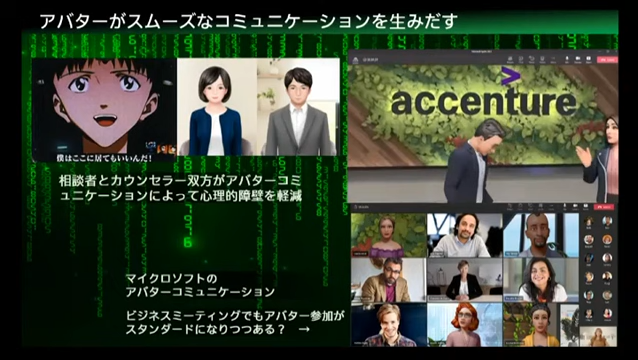 アバターがスムーズなコミュニケーションを生みだす
僕はここに居てもいいんだ!
相談者とカウンセラー双方がアバターコミ
ュニケーションによって心理的障壁を軽減
accenture
マイクロソフトの
アバターコミュニケーション
ビジネスミーティングでもアバター参加が
スタンダードになりつつある? →